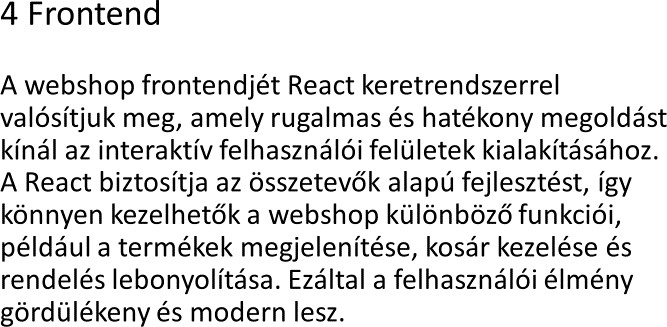 4 Frontend
A webshop frontendjét React keretrendszerrel
valósítjuk meg, amely rugalmas és hatékony megoldást
kínál az interaktív felhasználói felületek kialakításához.
A React biztosítja az összetevők alapú fejlesztést, így
könnyen kezelhetők a webshop különböző funkciói,
például a termékek megjelenítése, kosár kezelése és
rendelés lebonyolítása. Ezáltal a felhasználói élmény
gördülékeny és modern lesz.